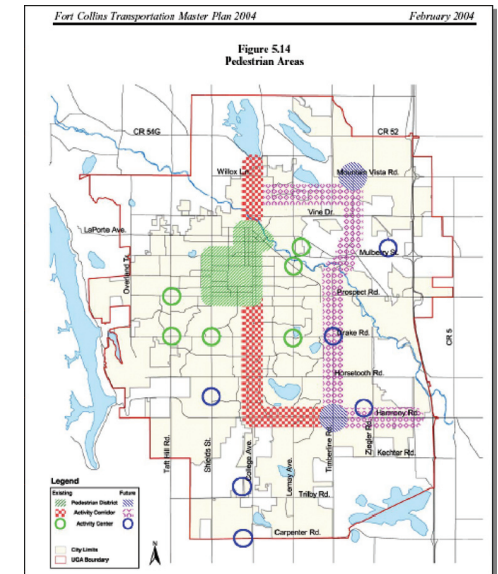 Fort Collins Transportation Master Plan 2004 February 2004
Figure 5.14
Pedestrian Areas
CR 54G
CR 52
Willox Ln.
Mountain Vista Rd.
Vine Dr.
LaPorte Ave.
Mulberry St.
Overland Tr.
Prospect Rd.
Drake Rd.
CR 5
Horsetooth Rd.
Harmony Rd.
Taft Hill Rd.
Shields St.
College Ave.
Lemay Ave.
Timberline Rd.
Ziegler Rd.
Kechter Rd.
Trilby Rd.
Carpenter Rd.
Legend
Existing Future
Pedestrian District
Activity Corridor
Activity Center
City Limits
UGA Boundary
N